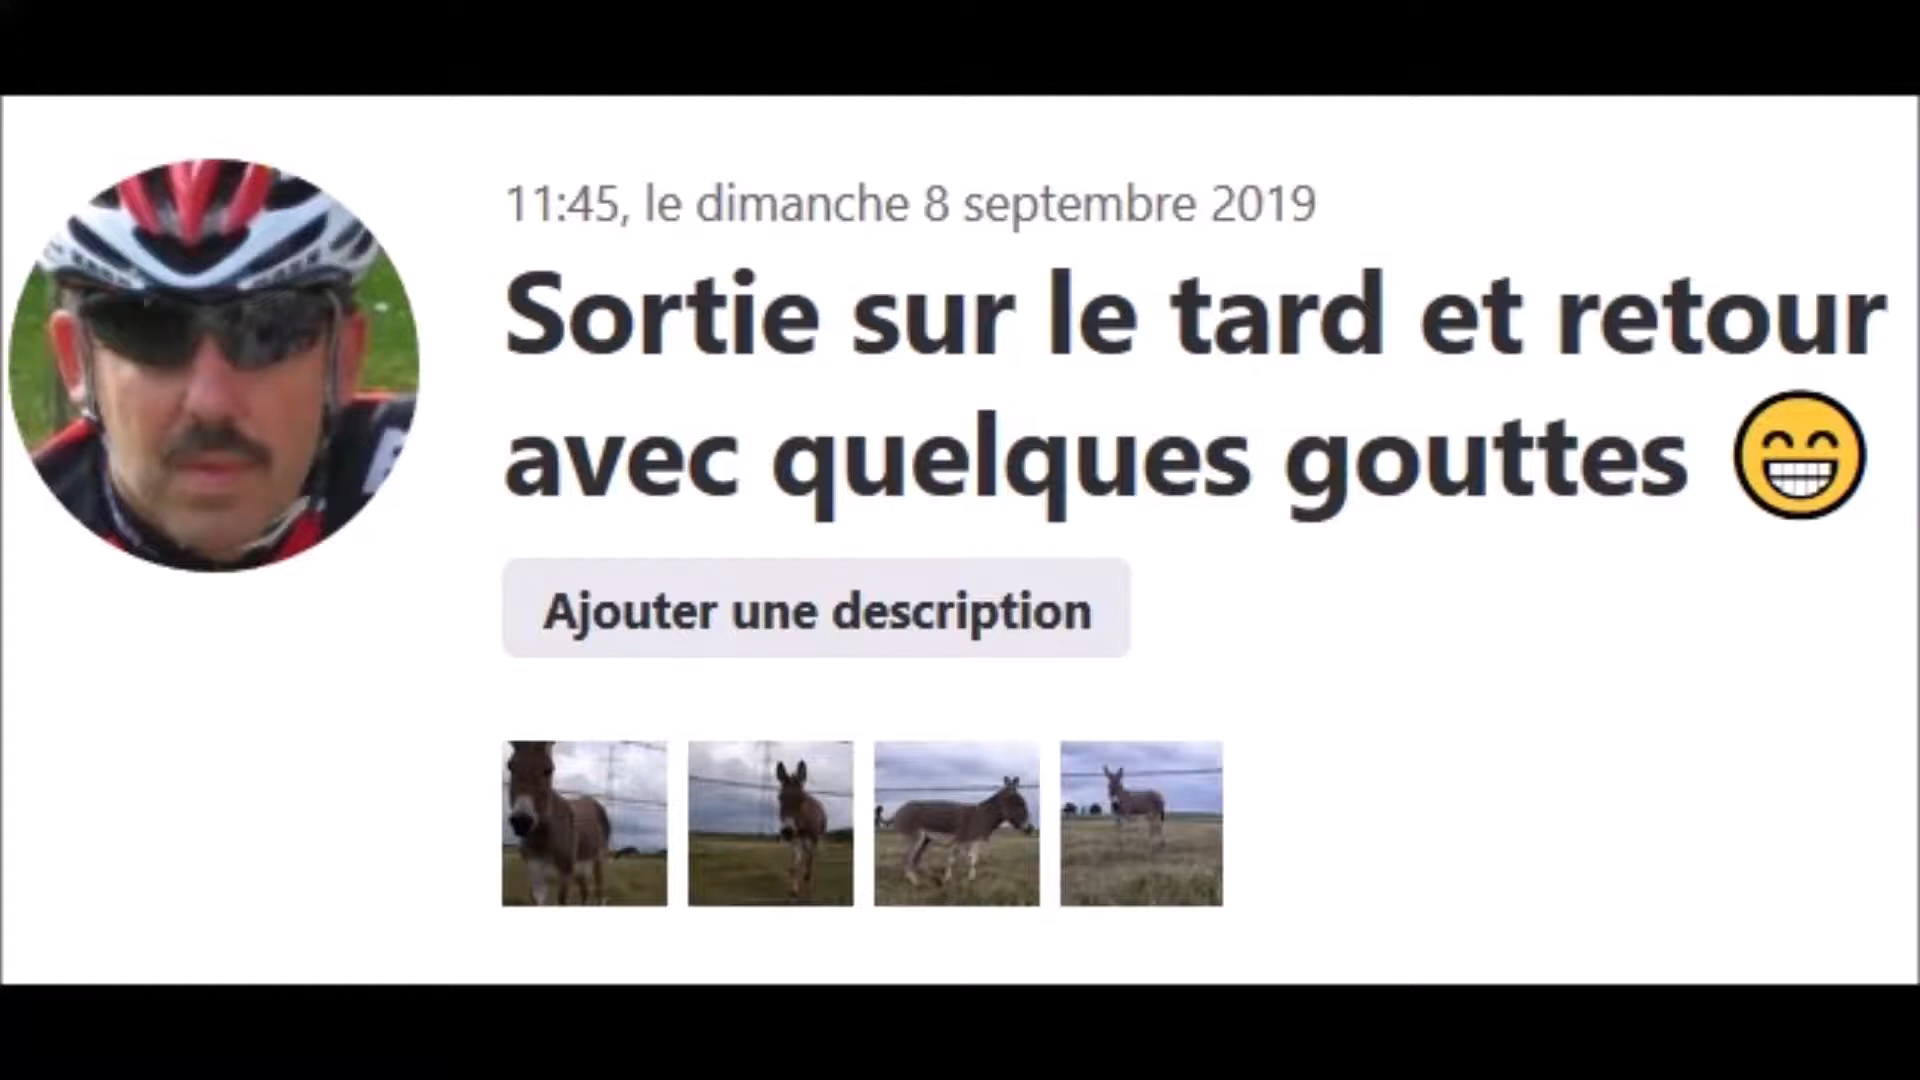 11:45, le dimanche 8 septembre 2019
Sortie sur le tard et retour
avec quelques gouttes 😁
Ajouter une description